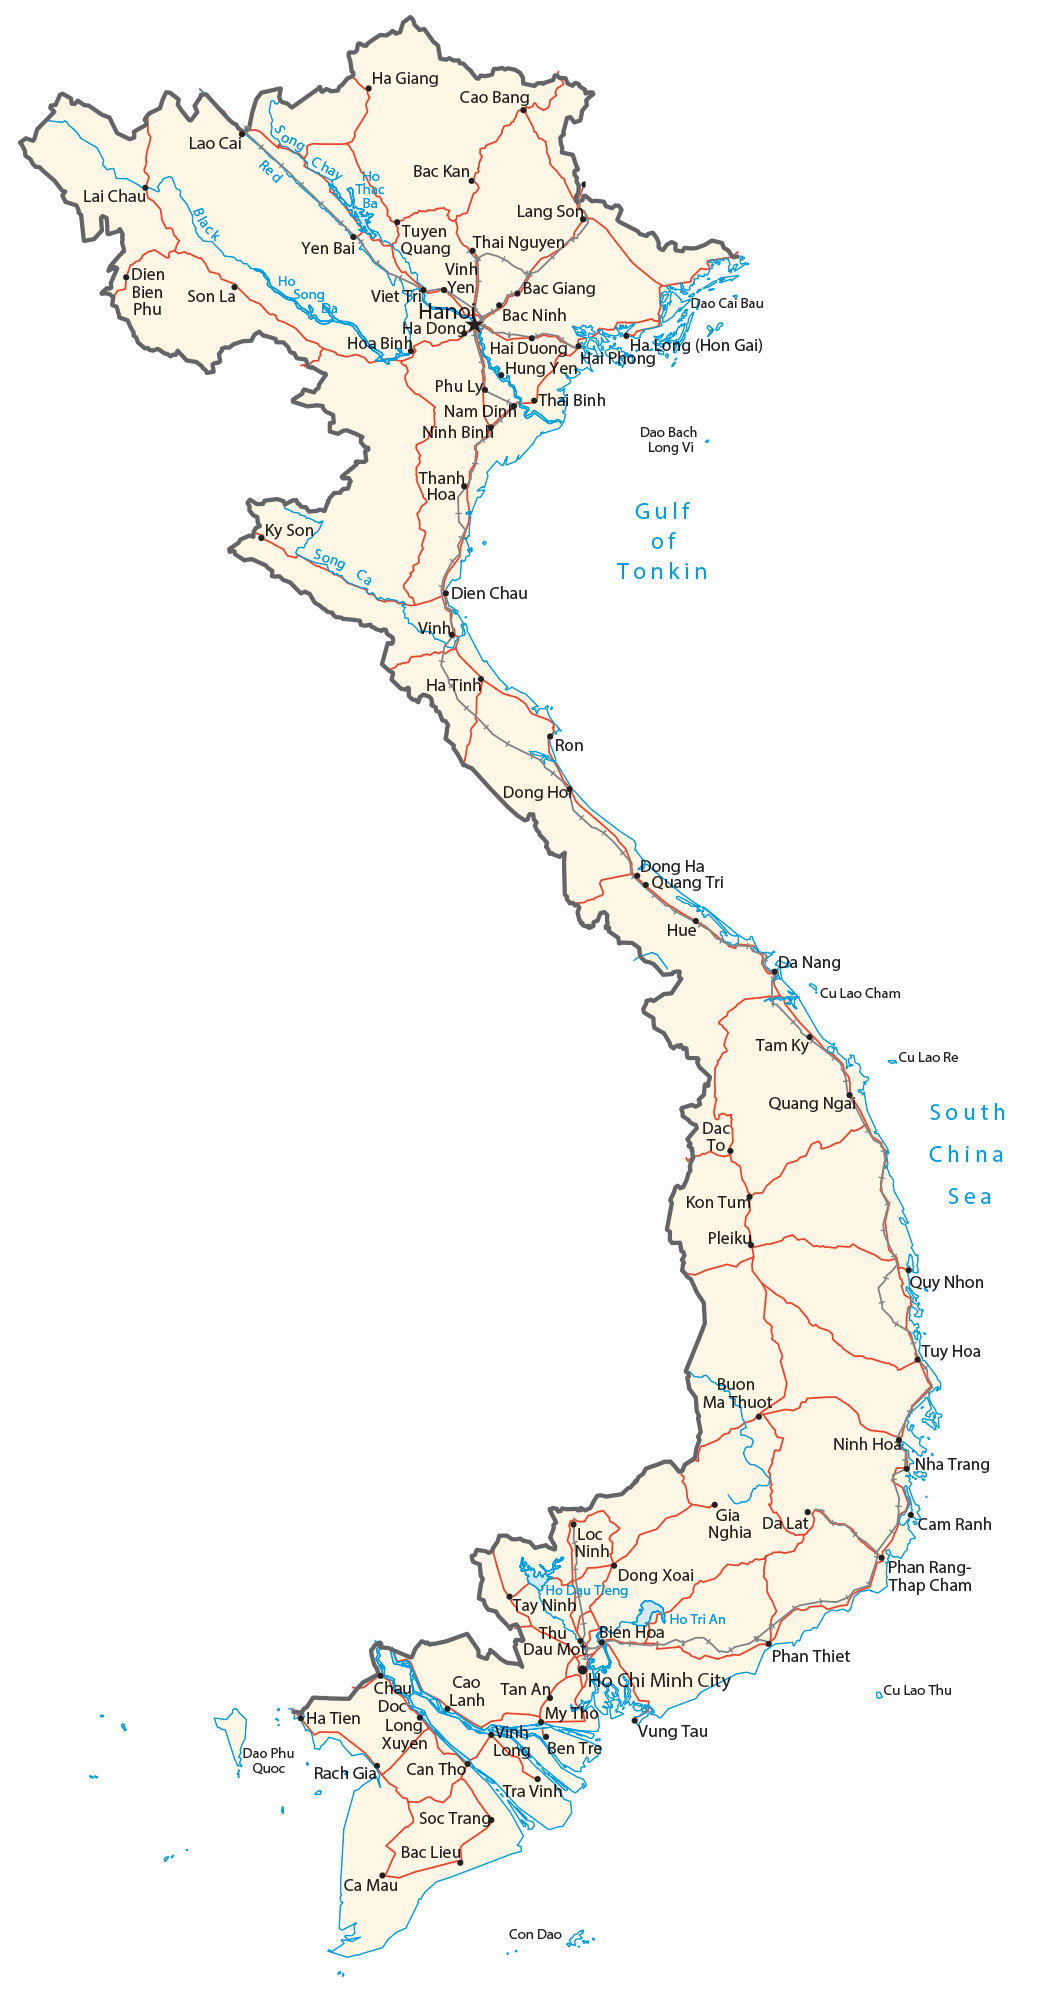 Ha Giang
Cao Bang
Lao Cai
Song Chay
Red
Bac Kan
Ho
Thac
Ba
Lai Chau
Black
Lang Son
Tuyen
Quang
Yen Bai
Thai Nguyen
Dien
Bien
Phu
Vinh
Yen
Son La
Ho
Song
Da
Viet Tri
Bac Giang
Dao Cai Bau
Hanoi
Bac Ninh
Ha Dong
Hoa Binh
Hai Duong
Ha Long (Hon Gai)
Hai Phong
Hung Yen
Phu Ly
Thai Binh
Nam Dinh
Ninh Binh
Dao Bach
Long Vi
Thanh
Hoa
Gulf
of
Tonkin
Ky Son
Song Ca
Dien Chau
Vinh
Ha Tinh
Ron
Dong Hoi
Dong Ha
Quang Tri
Hue
Da Nang
Cu Lao Cham
Tam Ky
Cu Lao Re
Quang Ngai
South
China
Sea
Dac
To
Kon Tum
Pleiku
Quy Nhon
Tuy Hoa
Buon
Ma Thuot
Ninh Hoa
Nha Trang
Gia
Nghia
Da Lat
Cam Ranh
Loc
Ninh
Dong Xoai
Phan Rang-
Thap Cham
Ho Dau Tieng
Tay Ninh
Ho Tri An
Thu
Dau Mot
Bien Hoa
Phan Thiet
Ho Chi Minh City
Chau
Doc
Cao
Lanh
Tan An
Cu Lao Thu
Ha Tien
Long
Xuyen
My Tho
Vung Tau
Vinh
Long
Ben Tre
Dao Phu
Quoc
Rach Gia
Can Tho
Tra Vinh
Soc Trang
Bac Lieu
Ca Mau
Con Dao